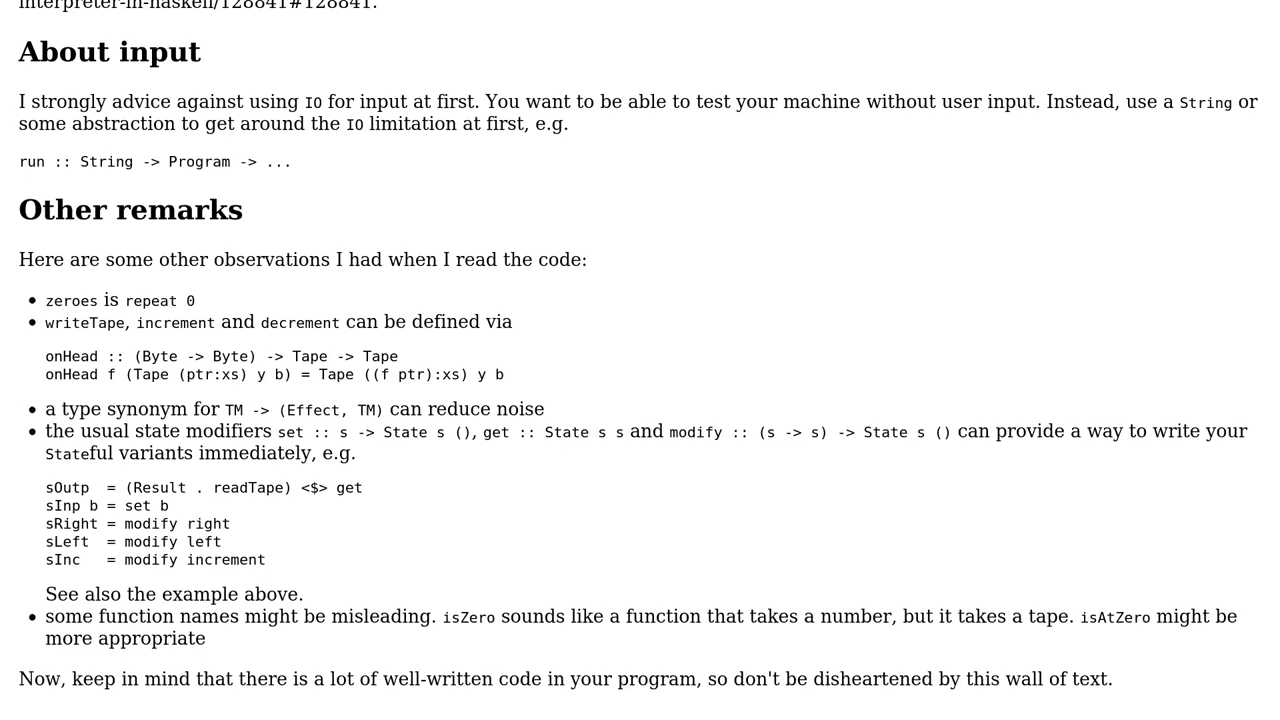 interpreter-in-haskell/128841#128841.
About input
I strongly advice against using IO for input at first. You want to be able to test your machine without user input. Instead, use a String or
some abstraction to get around the IO limitation at first, e.g.
run :: String -> Program -> ...
Other remarks
Here are some other observations I had when I read the code:
• zeroes is repeat 0
• writeTape, increment and decrement can be defined via
onHead :: (Byte -> Byte) -> Tape -> Tape
onHead f (Tape (ptr:xs) y b) = Tape ((f ptr):xs) y b
• a type synonym for TM -> (Effect, TM) can reduce noise
• the usual state modifiers set :: s -> State s (), get :: State s s and modify :: (s -> s) -> State s () can provide a way to write your
Stateful variants immediately, e.g.
sOutp  = (Result . readTape) <$> get
sInp b = set b
sRight = modify right
sLeft  = modify left
sInc   = modify increment
See also the example above.
• some function names might be misleading. isZero sounds like a function that takes a number, but it takes a tape. isAtZero might be
more appropriate
Now, keep in mind that there is a lot of well-written code in your program, so don't be disheartened by this wall of text.